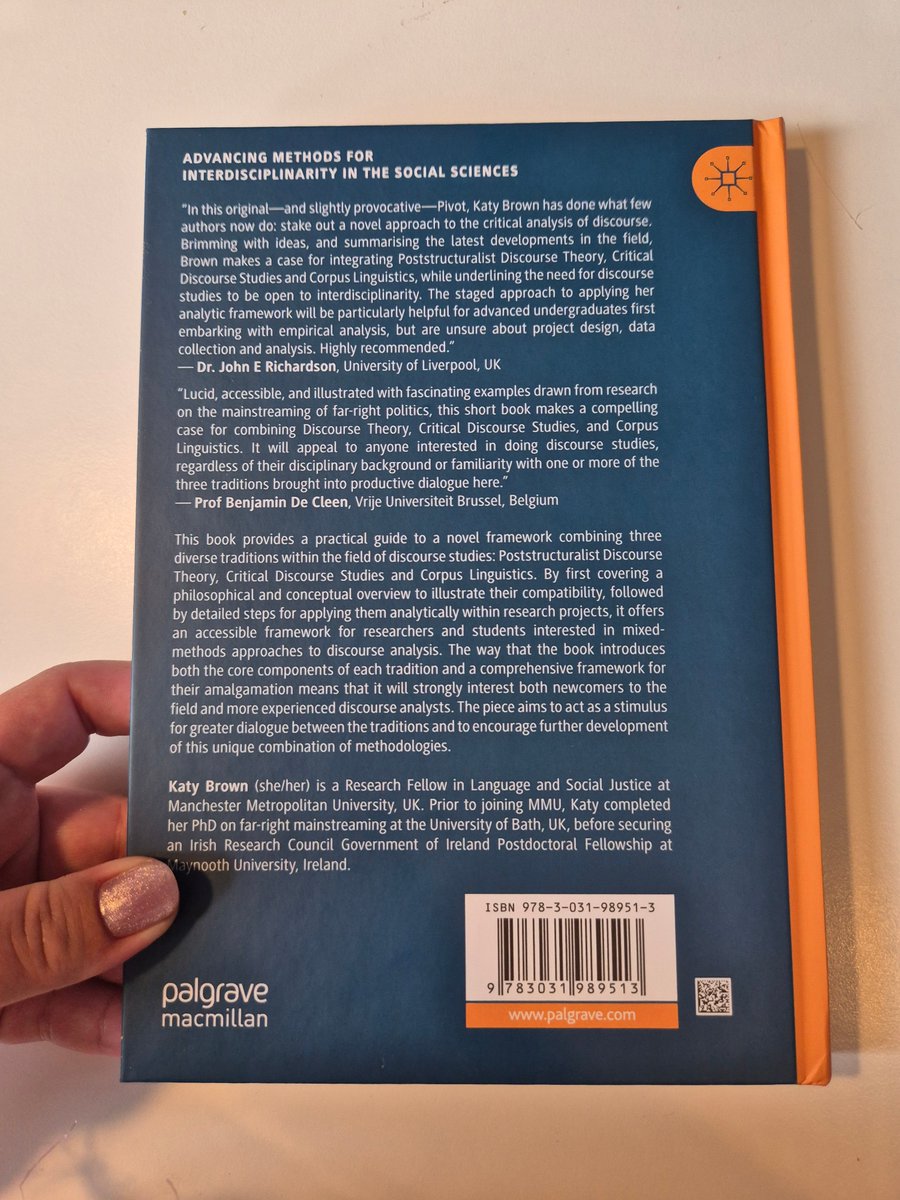 ADVANCING METHODS FOR
INTERDISCIPLINARITY IN THE SOCIAL SCIENCES
"In this original—and slightly provocative—Pivot, Katy Brown has done what few
authors now do: stake out a novel approach to the critical analysis of discourse.
Brimming with ideas, and summarising the latest developments in the field,
Brown makes a case for integrating Poststructuralist Discourse Theory, Critical
Discourse Studies and Corpus Linguistics, while underlining the need for discourse
studies to be open to interdisciplinarity. The staged approach to applying her
analytic framework will be particularly helpful for advanced undergraduates first
embarking with empirical analysis, but are unsure about project design, data
collection and analysis. Highly recommended."
— Dr. John E Richardson, University of Liverpool, UK
"Lucid, accessible, and illustrated with fascinating examples drawn from research
on the mainstreaming of far-right politics, this short book makes a compelling
case for combining Discourse Theory, Critical Discourse Studies, and Corpus
Linguistics. It will appeal to anyone interested in doing discourse studies,
regardless of their disciplinary background or familiarity with one or more of the
three traditions brought into productive dialogue here."
— Prof Benjamin De Cleen, Vrije Universiteit Brussel, Belgium
This book provides a practical guide to a novel framework combining three
diverse traditions within the field of discourse studies: Poststructuralist Discourse
Theory, Critical Discourse Studies and Corpus Linguistics. By first covering a
philosophical and conceptual overview to illustrate their compatibility, followed
by detailed steps for applying them analytically within research projects, it offers
an accessible framework for researchers and students interested in mixed-
methods approaches to discourse analysis. The way that the book introduces
both the core components of each tradition and a comprehensive framework for
their amalgamation means that it will strongly interest both newcomers to the
field and more experienced discourse analysts. The piece aims to act as a stimulus
for greater dialogue between the traditions and to encourage further development
of this unique combination of methodologies.
Katy Brown (she/her) is a Research Fellow in Language and Social Justice at
Manchester Metropolitan University, UK. Prior to joining MMU, Katy completed
her PhD on far-right mainstreaming at the University of Bath, UK, before securing
an Irish Research Council Government of Ireland Postdoctoral Fellowship at
Maynooth University, Ireland.
ISBN 978-3-031-98951-3
9 783031 989513
www.palgrave.com
palgrave
macmillan